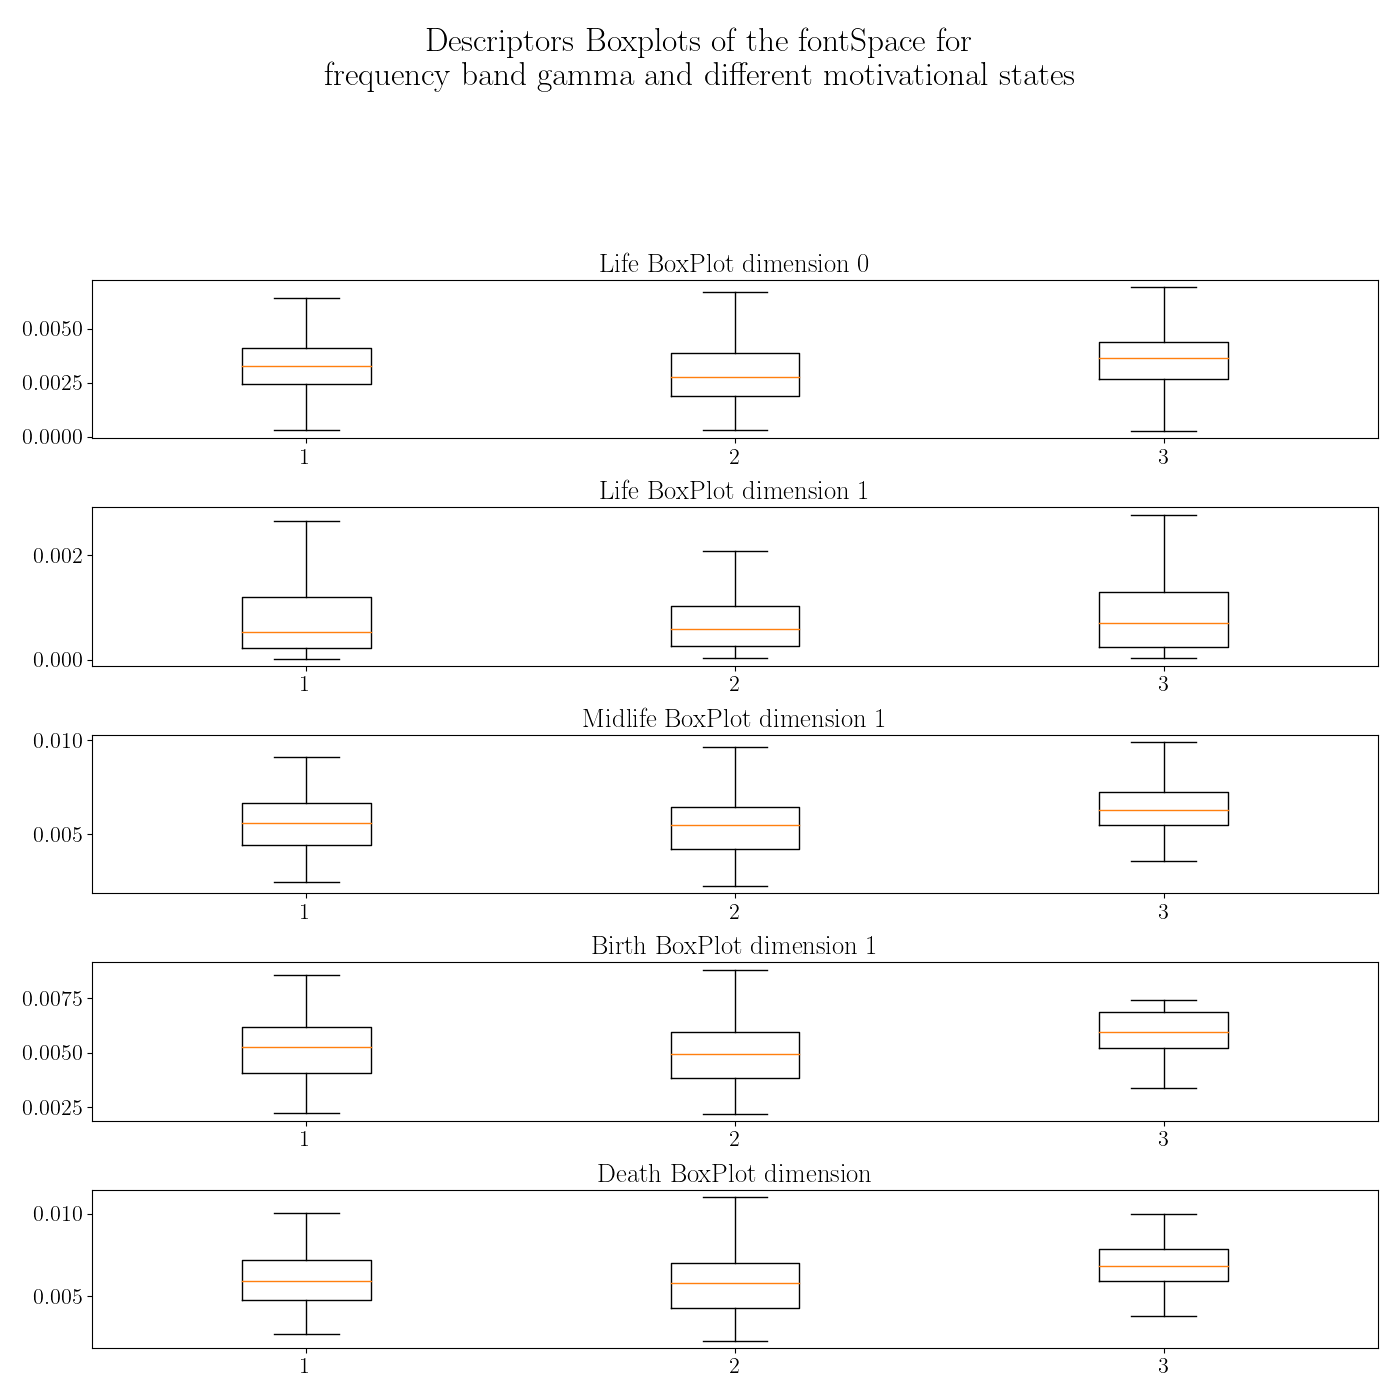 Descriptors Boxplots of the fontSpace for
frequency band gamma and different motivational states
Life BoxPlot dimension 0
0.0050
0.0025
0.0000
1 2 3
Life BoxPlot dimension 1
0.002
0.000
1 2 3
Midlife BoxPlot dimension 1
0.010
0.005
1 2 3
Birth BoxPlot dimension 1
0.0075
0.0050
0.0025
1 2 3
Death BoxPlot dimension
0.010
0.005
1 2 3